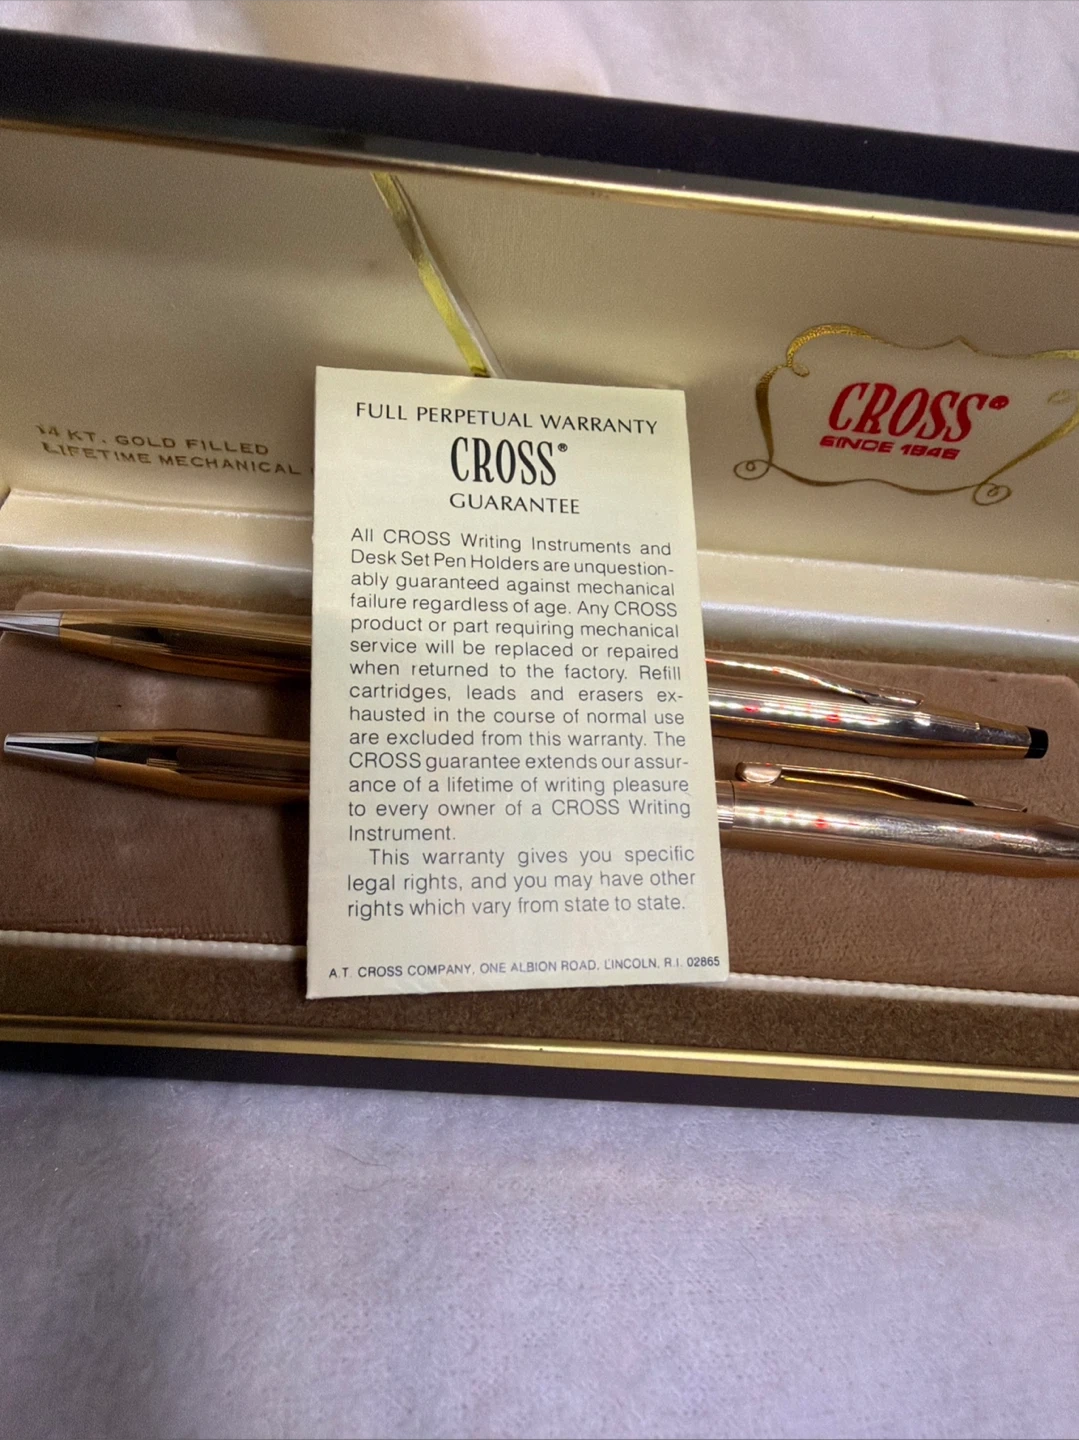 14 KT. GOLD FILLED
LIFETIME MECHANICAL
CROSS®
SINCE 1846
FULL PERPETUAL WARRANTY
CROSS®
GUARANTEE
All CROSS Writing Instruments and
Desk Set Pen Holders are unquestion-
ably guaranteed against mechanical
failure regardless of age. Any CROSS
product or part requiring mechanical
service will be replaced or repaired
when returned to the factory. Refill
cartridges, leads and erasers ex-
hausted in the course of normal use
are excluded from this warranty. The
CROSS guarantee extends our assur-
ance of a lifetime of writing pleasure
to every owner of a CROSS Writing
Instrument.
This warranty gives you specific
legal rights, and you may have other
rights which vary from state to state.
A.T. CROSS COMPANY, ONE ALBION ROAD, LINCOLN, R.I. 02865